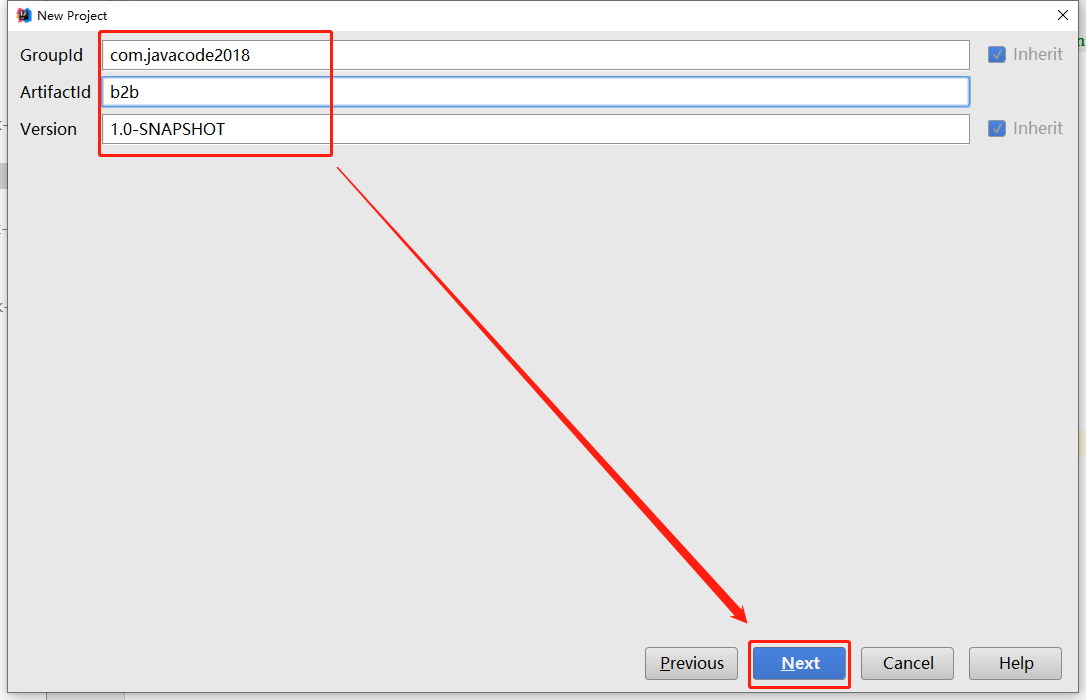 New Project
GroupId com.javacode2018 Inherit
ArtifactId b2b
Version 1.0-SNAPSHOT Inherit
Previous Next Cancel Help